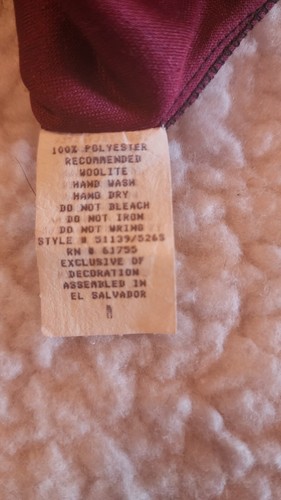 100% POLYESTER
RECOMMENDED
WOOLITE
HAND WASH
HANG DRY
DO NOT BLEACH
DO NOT IRON
DO NOT WRING
STYLE # 51139/5265
RN # 61755
EXCLUSIVE OF
DECORATION
ASSEMBLED IN
EL SALVADOR